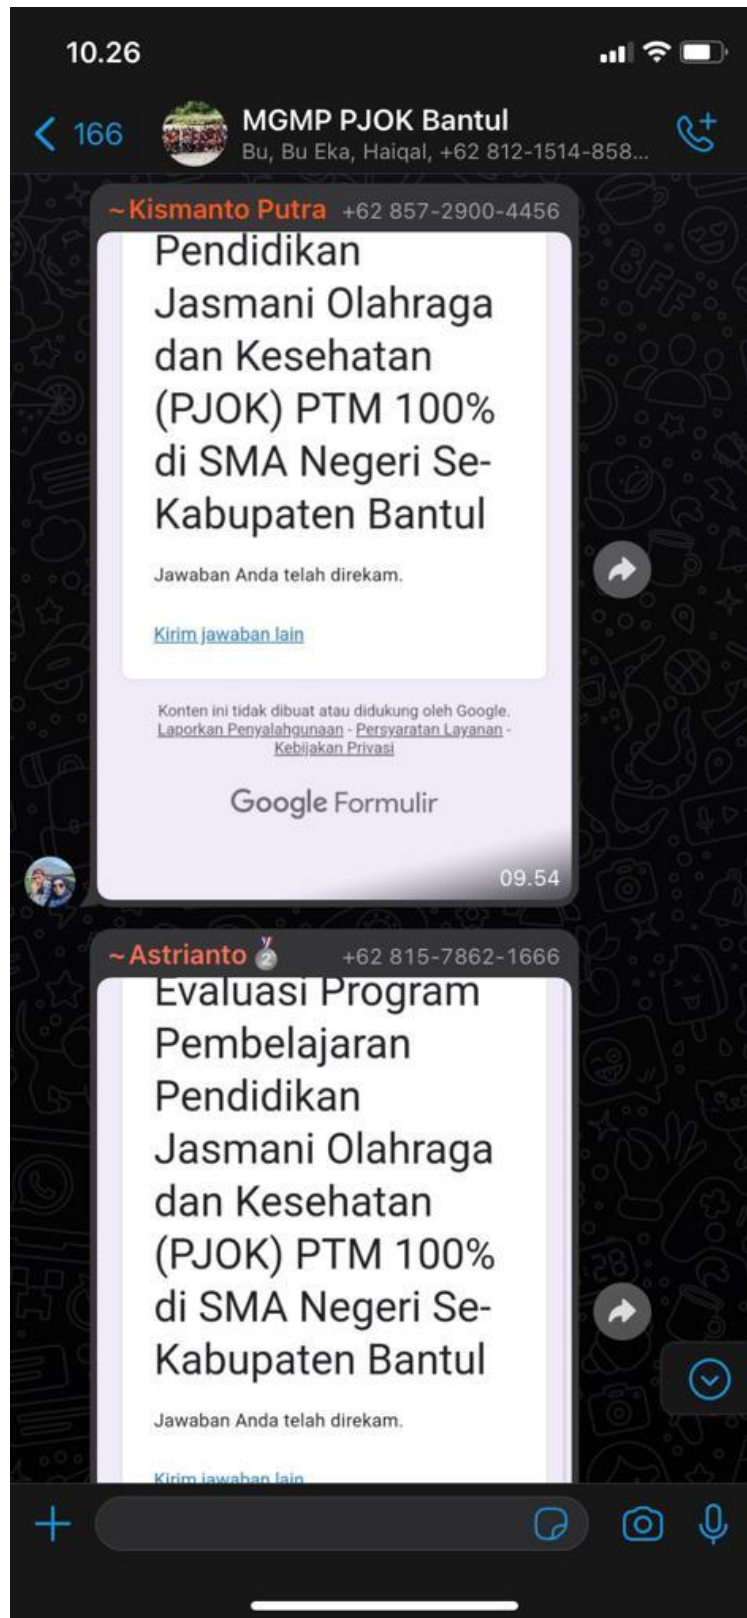 10.26
166
MGMP PJOK Bantul
Bu, Bu Eka, Haiqal, +62 812-1514-858...
~Kismanto Putra +62 857-2900-4456
Pendidikan
Jasmani Olahraga
dan Kesehatan
(PJOK) PTM 100%
di SMA Negeri Se-
Kabupaten Bantul
Jawaban Anda telah direkam.
Kirim jawaban lain
Konten ini tidak dibuat atau didukung oleh Google.
Laporkan Penyalahgunaan - Persyaratan Layanan -
Kebijakan Privasi
Google Formulir
09.54
~Astrianto 🥈 +62 815-7862-1666
Evaluasi Program
Pembelajaran
Pendidikan
Jasmani Olahraga
dan Kesehatan
(PJOK) PTM 100%
di SMA Negeri Se-
Kabupaten Bantul
Jawaban Anda telah direkam.
Kirim jawaban lain